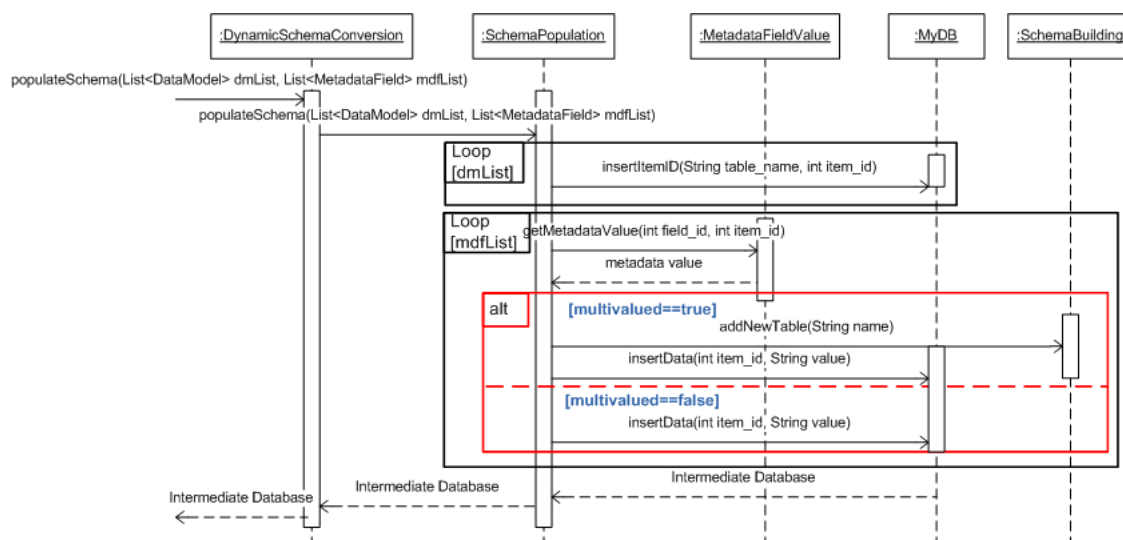 :DynamicSchemaConversion
:SchemaPopulation
:MetadataFieldValue
:MyDB
:SchemaBuilding
populateSchema(List<DataModel> dmList, List<MetadataField> mdfList)
populateSchema(List<DataModel> dmList, List<MetadataField> mdfList)
Loop
[dmList]
insertItemID(String table_name, int item_id)
Loop
[mdfList]
getMetadataValue(int field_id, int item_id)
metadata value
alt
[multivalued==true]
addNewTable(String name)
insertData(int item_id, String value)
[multivalued==false]
insertData(int item_id, String value)
Intermediate Database
Intermediate Database
Intermediate Database